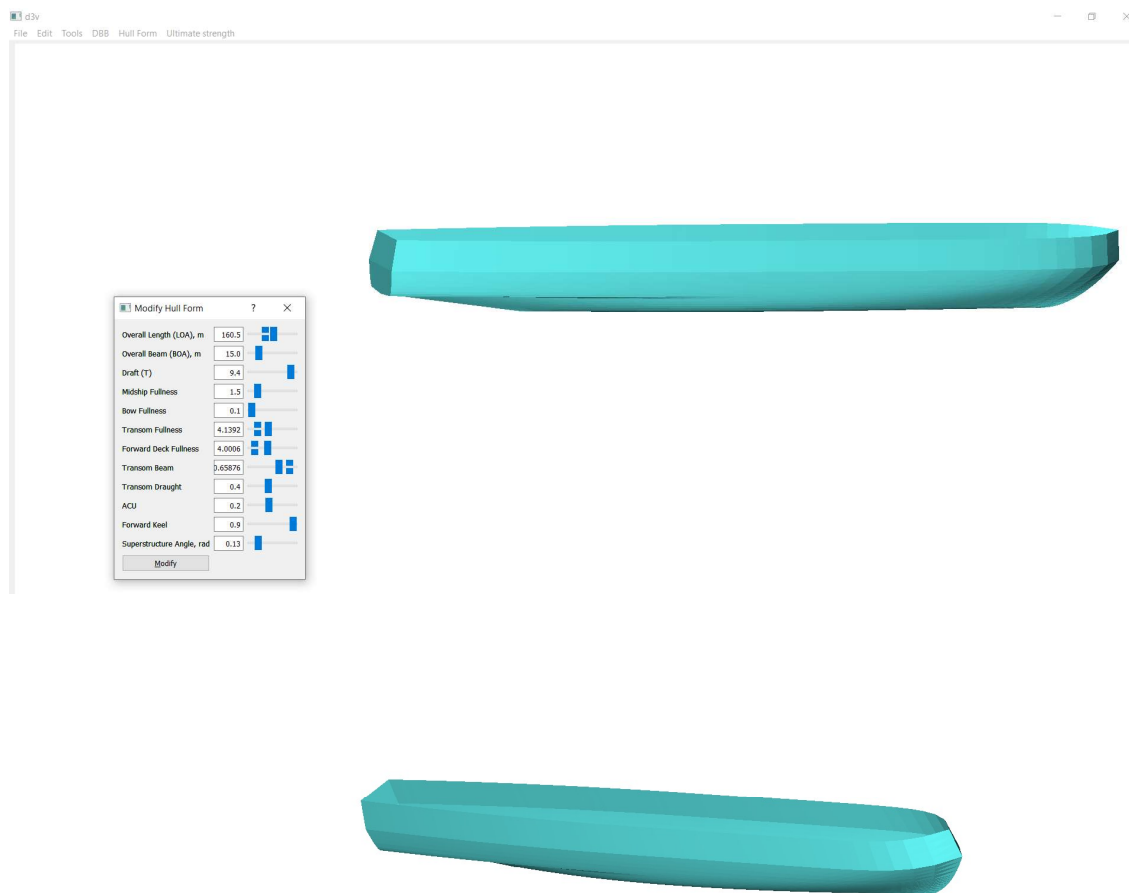 d3v
File Edit Tools DBB Hull Form Ultimate strength
Modify Hull Form ?
Overall Length (LOA), m 160.5
Overall Beam (BOA), m 15.0
Draft (T) 9.4
Midship Fullness 1.5
Bow Fullness 0.1
Transom Fullness 4.1392
Forward Deck Fullness 4.0006
Transom Beam 0.65876
Transom Draught 0.4
ACU 0.2
Forward Keel 0.9
Superstructure Angle, rad 0.13
Modify